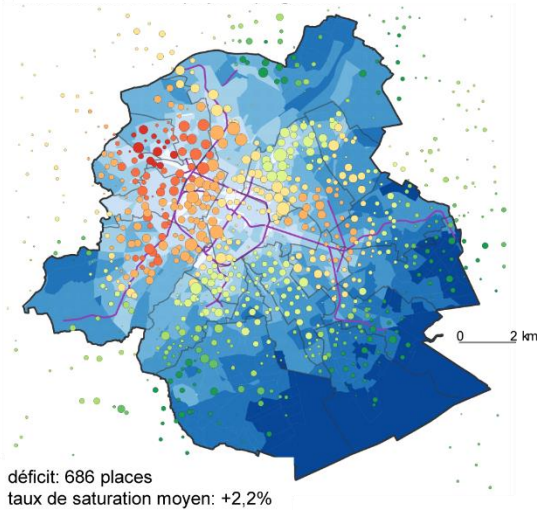 0 2 km
déficit: 686 places
taux de saturation moyen: +2,2%